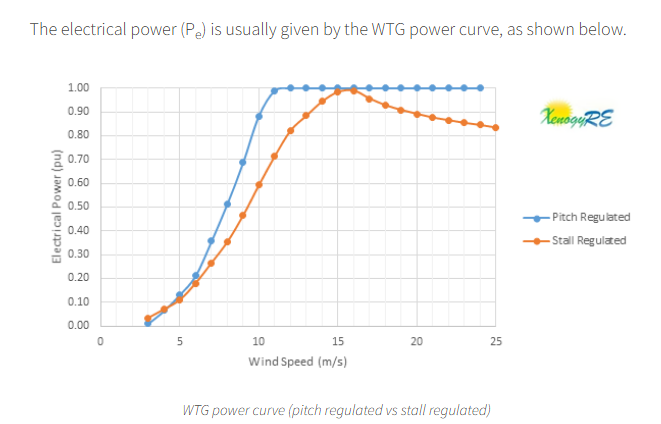 The electrical power (Pe) is usually given by the WTG power curve, as shown below.
1.00
0.90
0.80
0.70
0.60
0.50
0.40
0.30
0.20
0.10
0.00
Electrical Power (pu)
0 5 10 15 20 25
Wind Speed (m/s)
XenogyRE
Pitch Regulated
Stall Regulated
WTG power curve (pitch regulated vs stall regulated)